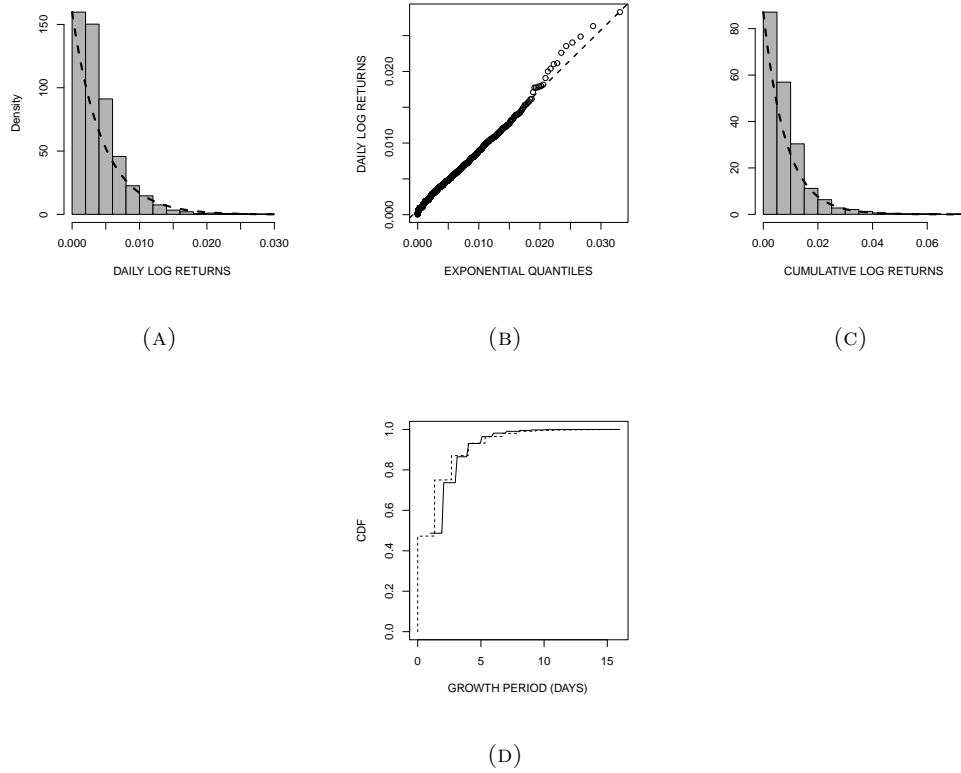 Density
0 50 100 150
0.000 0.010 0.020 0.030
DAILY LOG RETURNS
(A)
DAILY LOG RETURNS
0.000 0.010 0.020
0.000 0.010 0.020 0.030
EXPONENTIAL QUANTILES
(B)
0 20 40 60 80
0.00 0.02 0.04 0.06
CUMULATIVE LOG RETURNS
(C)
CDF
0.0 0.2 0.4 0.6 0.8 1.0
0 5 10 15
GROWTH PERIOD (DAYS)
(D)